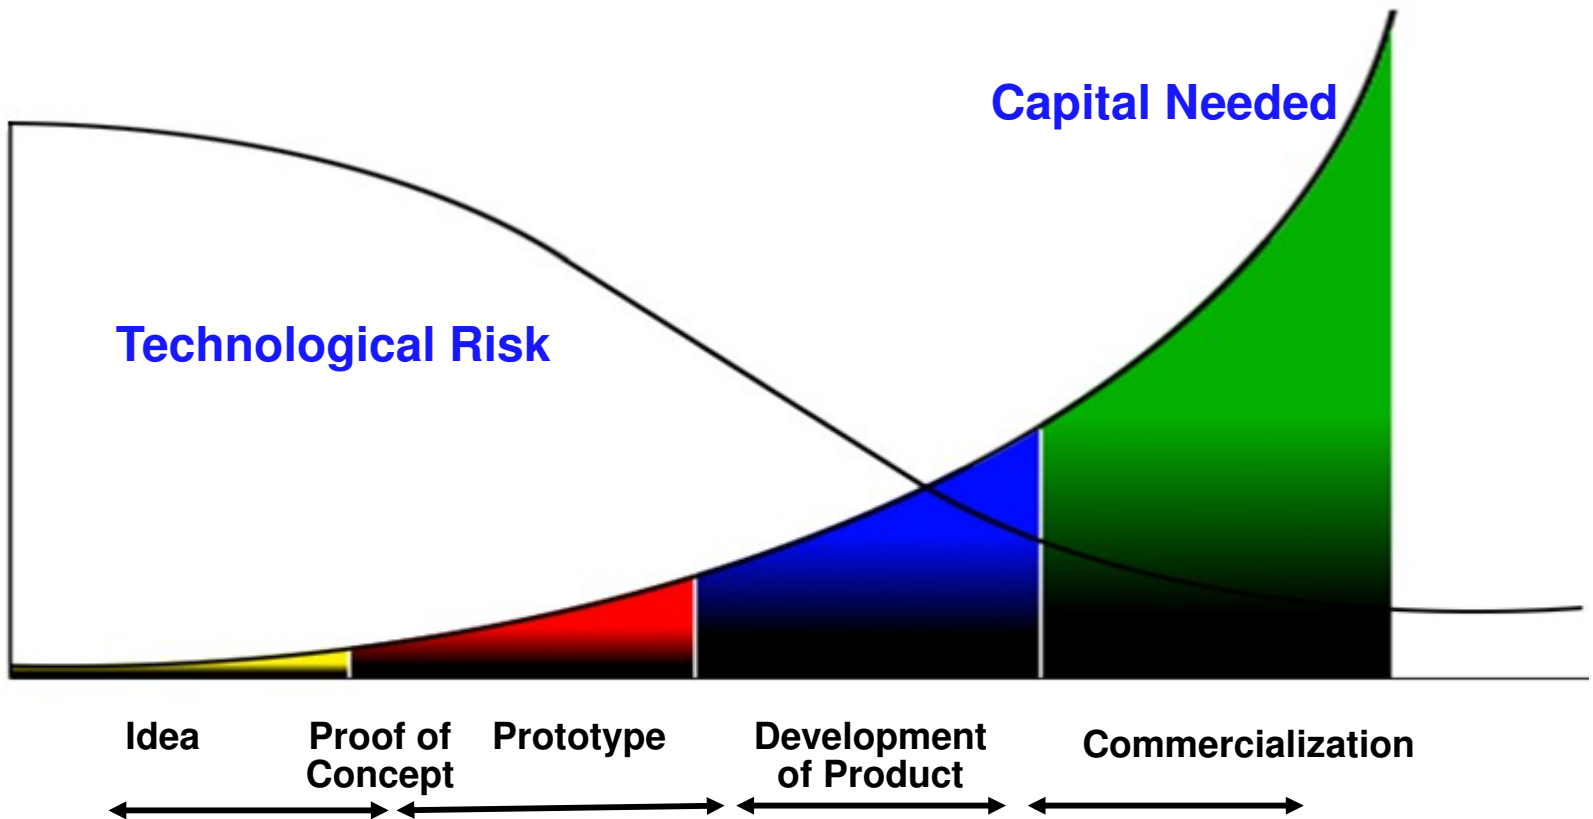 Capital Needed
Technological Risk
Idea
Proof of
Concept
Prototype
Development
of Product
Commercialization